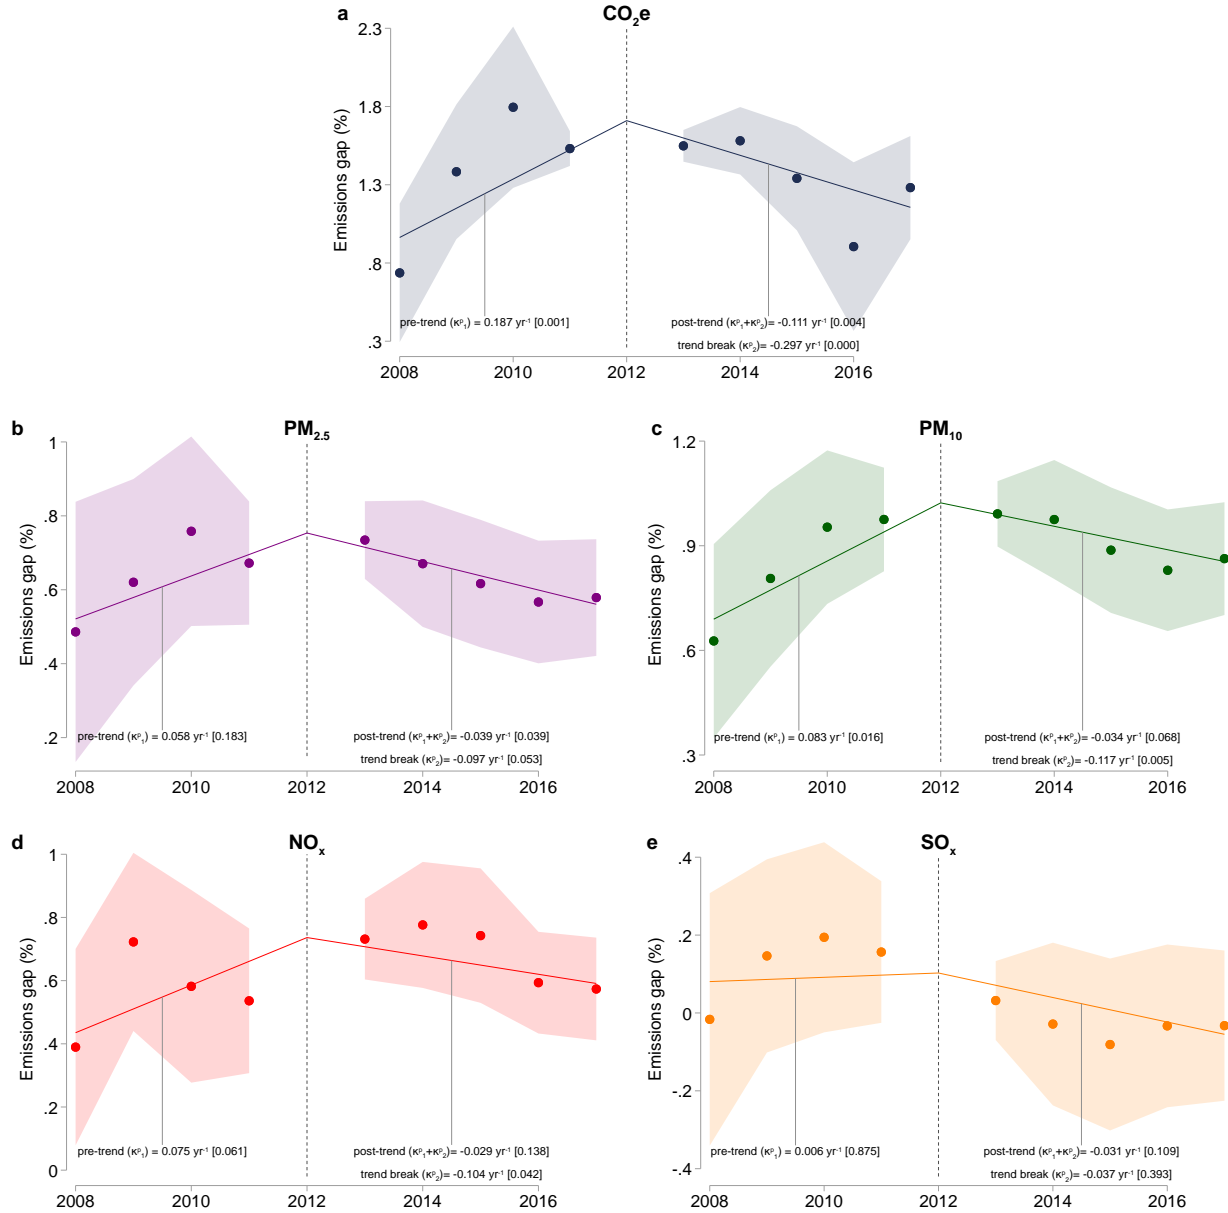 a
CO₂e
Emissions gap (%)
2.3
1.8
1.3
.8
.3
pre-trend (κᵖ₁) = 0.187 yr⁻¹ [0.001]
post-trend (κᵖ₁+κᵖ₂)= -0.111 yr⁻¹ [0.004]
trend break (κᵖ₂)= -0.297 yr⁻¹ [0.000]
2008 2010 2012 2014 2016
b
PM₂.₅
Emissions gap (%)
1
.8
.6
.4
.2
pre-trend (κᵖ₁) = 0.058 yr⁻¹ [0.183]
post-trend (κᵖ₁+κᵖ₂)= -0.039 yr⁻¹ [0.039]
trend break (κᵖ₂)= -0.097 yr⁻¹ [0.053]
2008 2010 2012 2014 2016
c
PM₁₀
Emissions gap (%)
1.2
.9
.6
.3
pre-trend (κᵖ₁) = 0.083 yr⁻¹ [0.016]
post-trend (κᵖ₁+κᵖ₂)= -0.034 yr⁻¹ [0.068]
trend break (κᵖ₂)= -0.117 yr⁻¹ [0.005]
2008 2010 2012 2014 2016
d
NOₓ
Emissions gap (%)
1
.8
.6
.4
.2
0
pre-trend (κᵖ₁) = 0.075 yr⁻¹ [0.061]
post-trend (κᵖ₁+κᵖ₂)= -0.029 yr⁻¹ [0.138]
trend break (κᵖ₂)= -0.104 yr⁻¹ [0.042]
2008 2010 2012 2014 2016
e
SOₓ
Emissions gap (%)
.4
.2
0
-.2
-.4
pre-trend (κᵖ₁) = 0.006 yr⁻¹ [0.875]
post-trend (κᵖ₁+κᵖ₂)= -0.031 yr⁻¹ [0.109]
trend break (κᵖ₂)= -0.037 yr⁻¹ [0.393]
2008 2010 2012 2014 2016